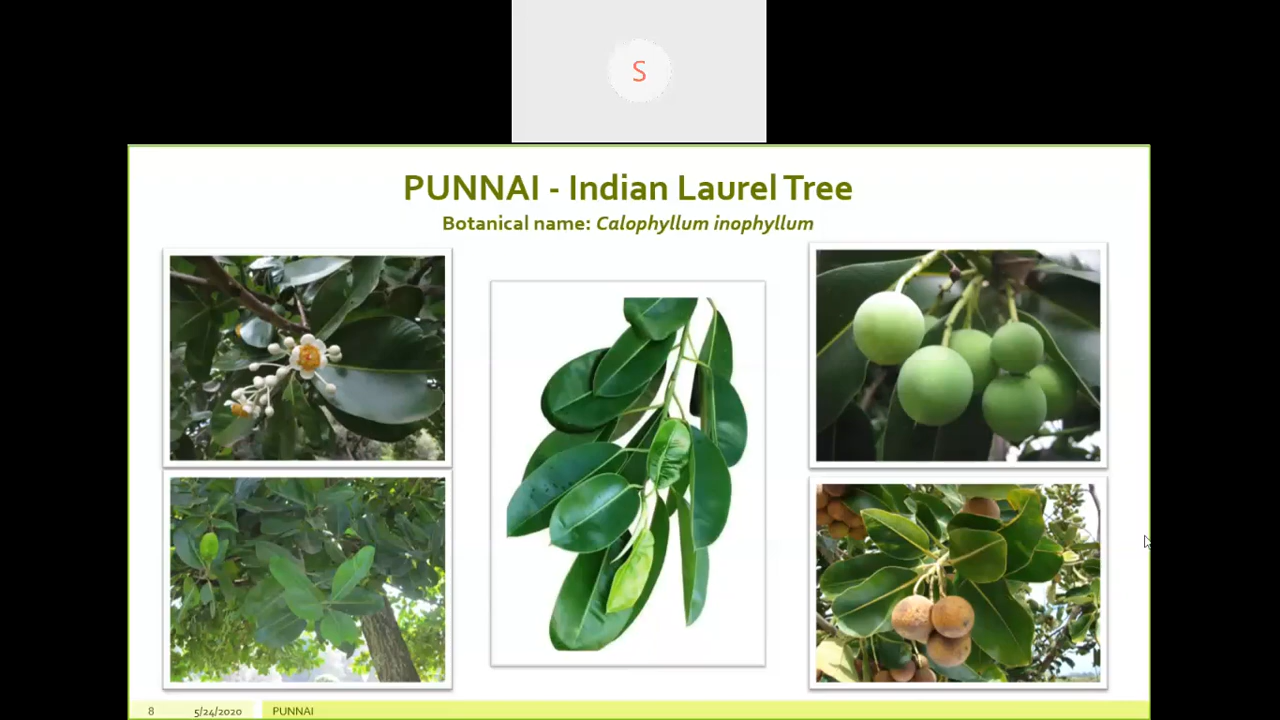 S
PUNNAI - Indian Laurel Tree
Botanical name: Calophyllum inophyllum
8 5/24/2020 PUNNAI